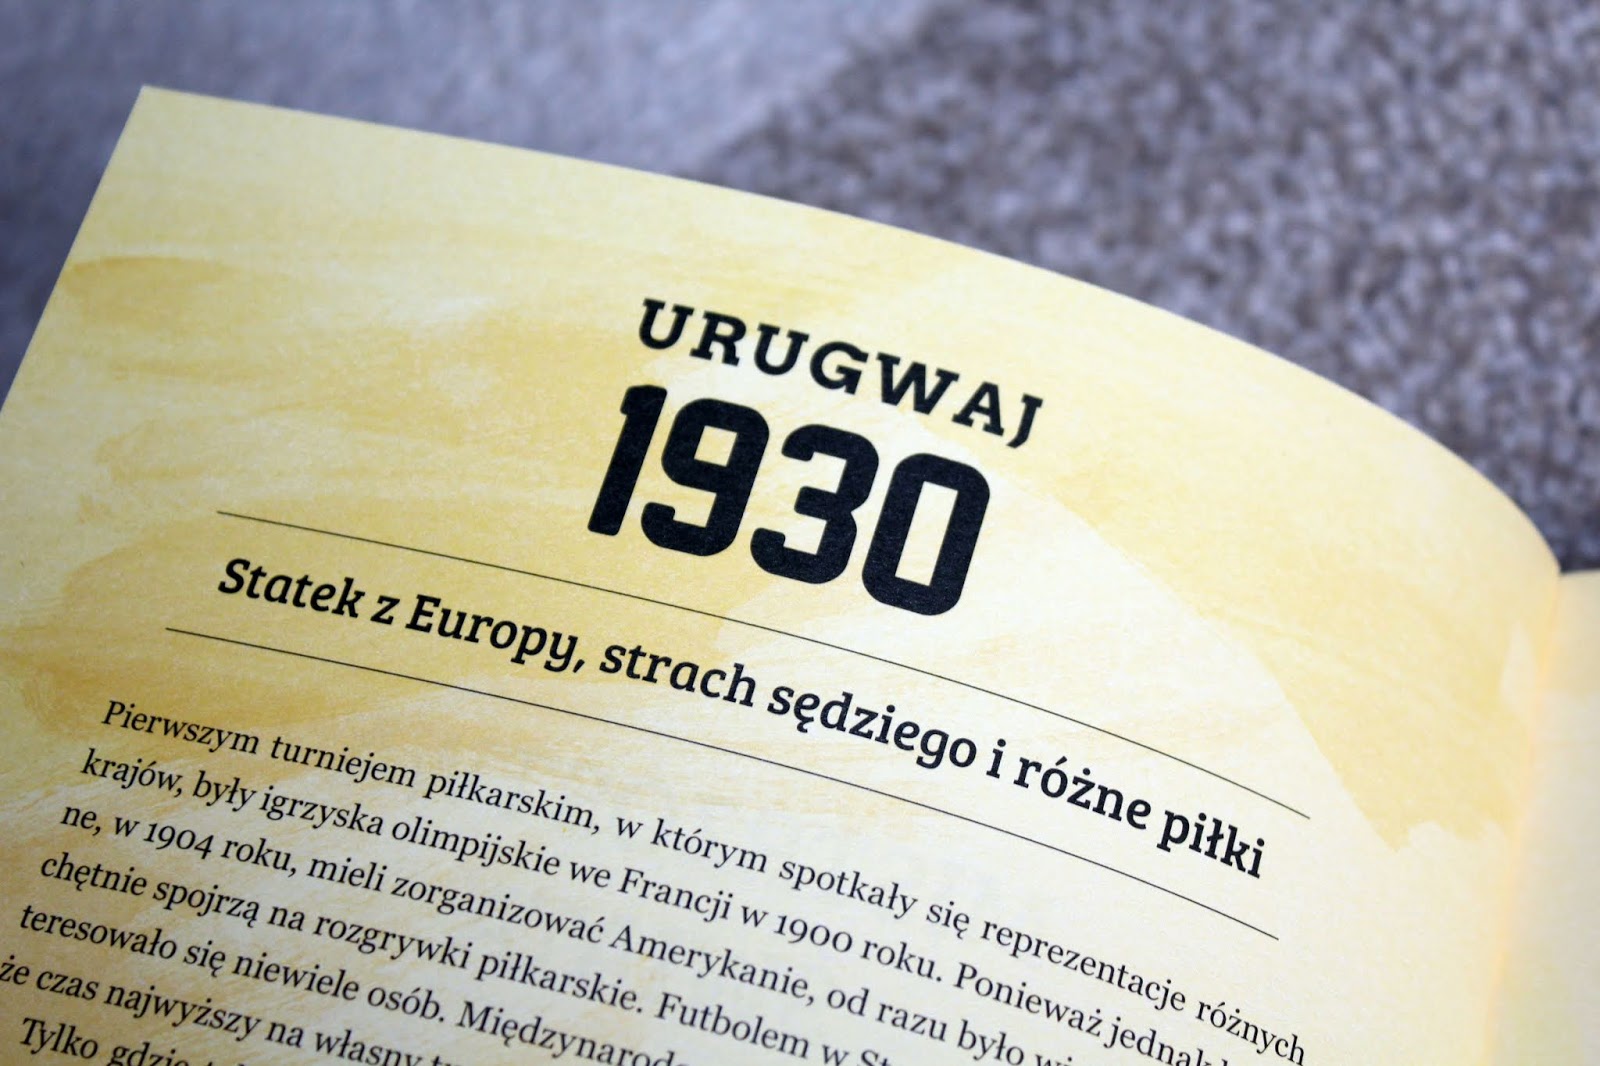 URUGWAJ
1930
Statek z Europy, strach sędziego i różne piłki
Pierwszym turniejem piłkarskim, w którym spotkały się reprezentacje różnych
krajów, były igrzyska olimpijskie we Francji w 1900 roku. Ponieważ jednak
ne, w 1904 roku, mieli zorganizować Amerykanie, od razu było
chętnie spojrzą na rozgrywki piłkarskie. Futbolem w
teresowało się niewiele osób.
że czas najwyższy na własny
Tylko